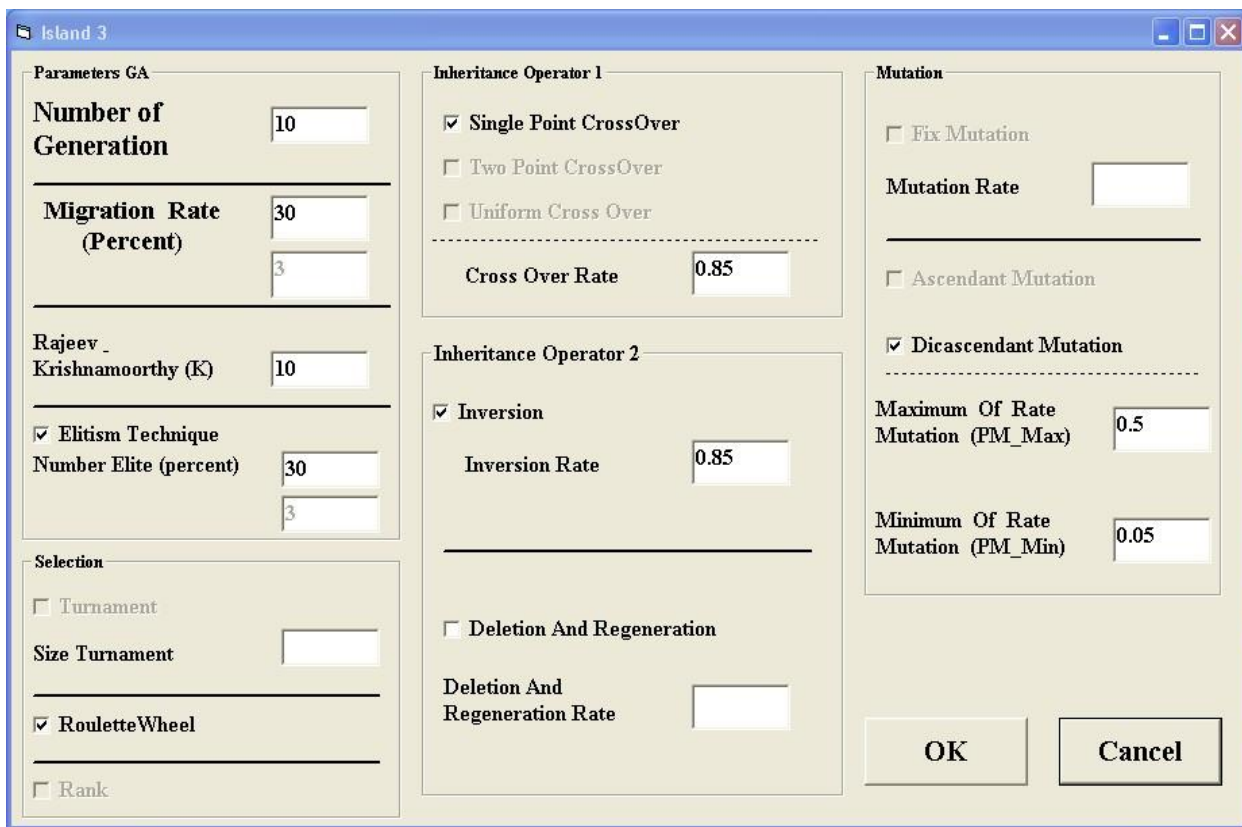 Island 3
Parameters GA
Number of
Generation
10
Migration Rate
(Percent)
30
3
Rajeev_
Krishnamoorthy (K)
10
Elitism Technique
Number Elite (percent)
30
3
Selection
Turnament
Size Turnament
RouletteWheel
Rank
Inheritance Operator 1
Single Point CrossOver
Two Point CrossOver
Uniform Cross Over
Cross Over Rate
0.85
Inheritance Operator 2
Inversion
Inversion Rate
0.85
Deletion And Regeneration
Deletion And
Regeneration Rate
Mutation
Fix Mutation
Mutation Rate
Ascendant Mutation
Dicascendant Mutation
Maximum Of Rate
Mutation (PM_Max)
0.5
Minimum Of Rate
Mutation (PM_Min)
0.05
OK
Cancel